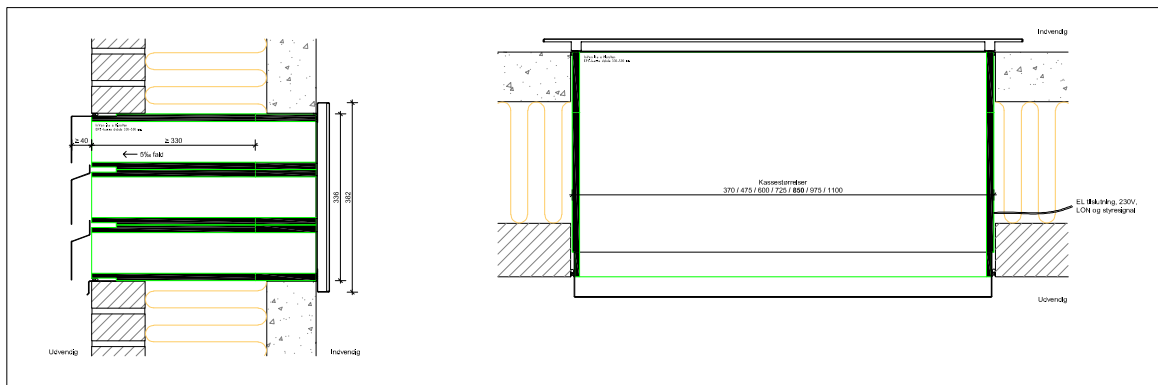 ≥ 40
≥ 330
5‰ fald
336
382
Udvendig
Indvendig
Indvendig
Kassestørrelser
370 / 475 / 600 / 725 / 850 / 975 / 1100
EL tilslutning, 230V,
LON og styresignal
Udvendig